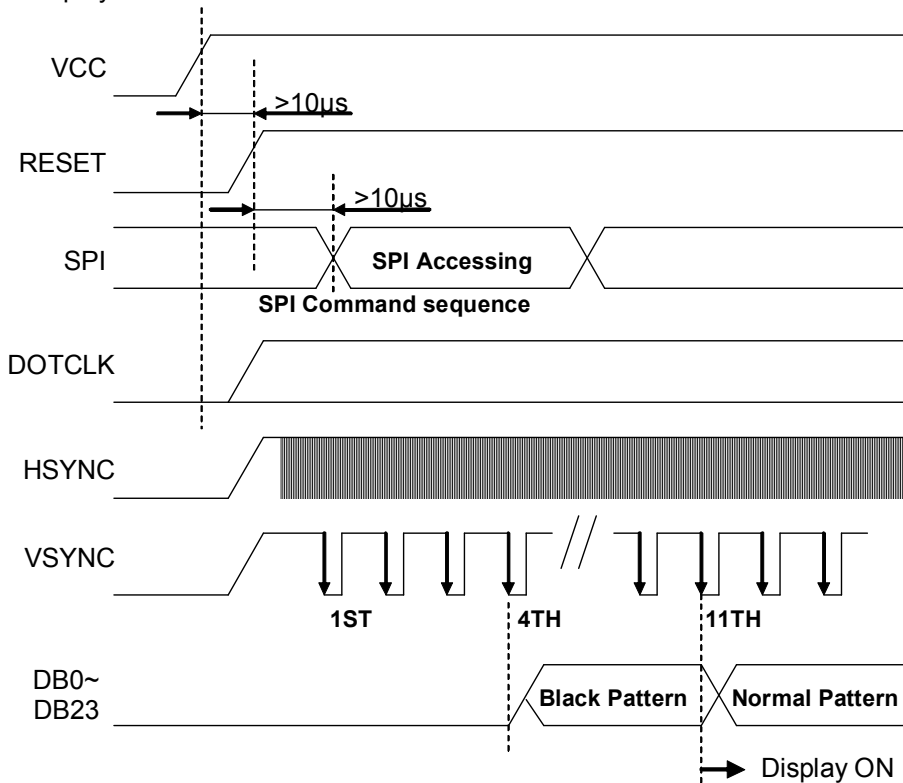 VCC
>10µs
RESET
>10µs
SPI
SPI Accessing
SPI Command sequence
DOTCLK
HSYNC
VSYNC
1ST
4TH
11TH
DB0~
DB23
Black Pattern
Normal Pattern
Display ON